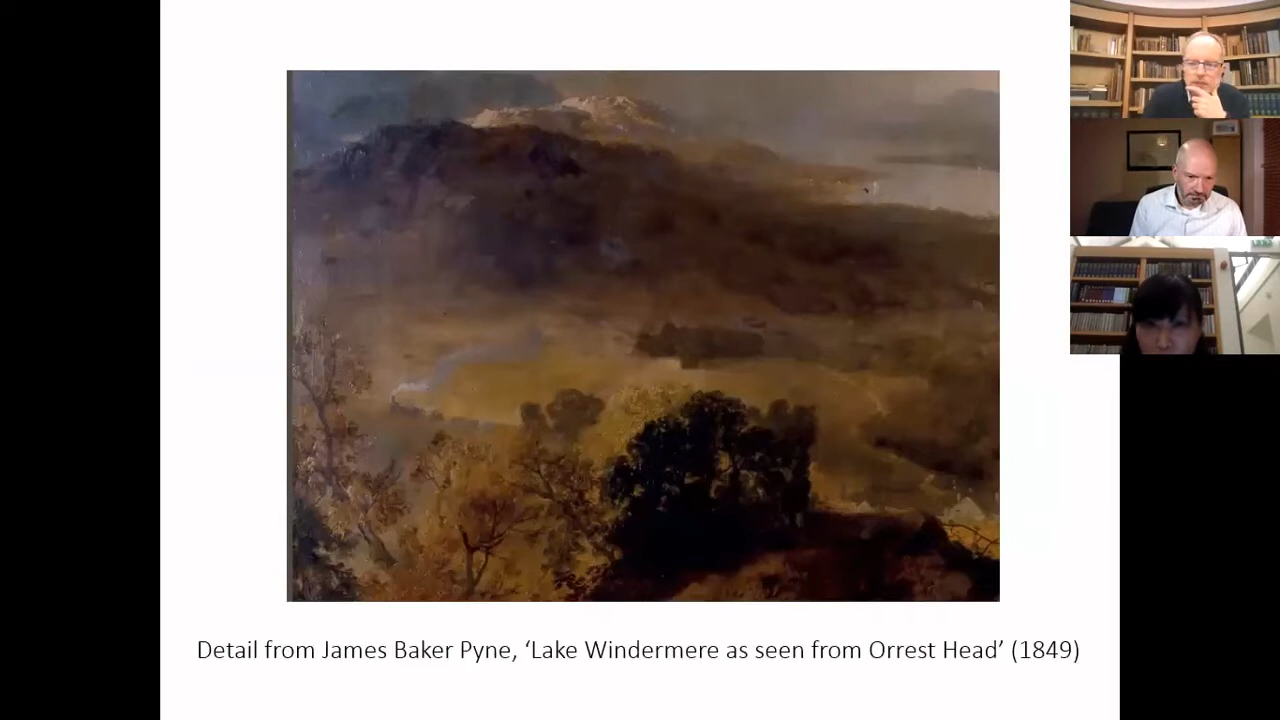 Detail from James Baker Pyne, ‘Lake Windermere as seen from Orrest Head’ (1849)